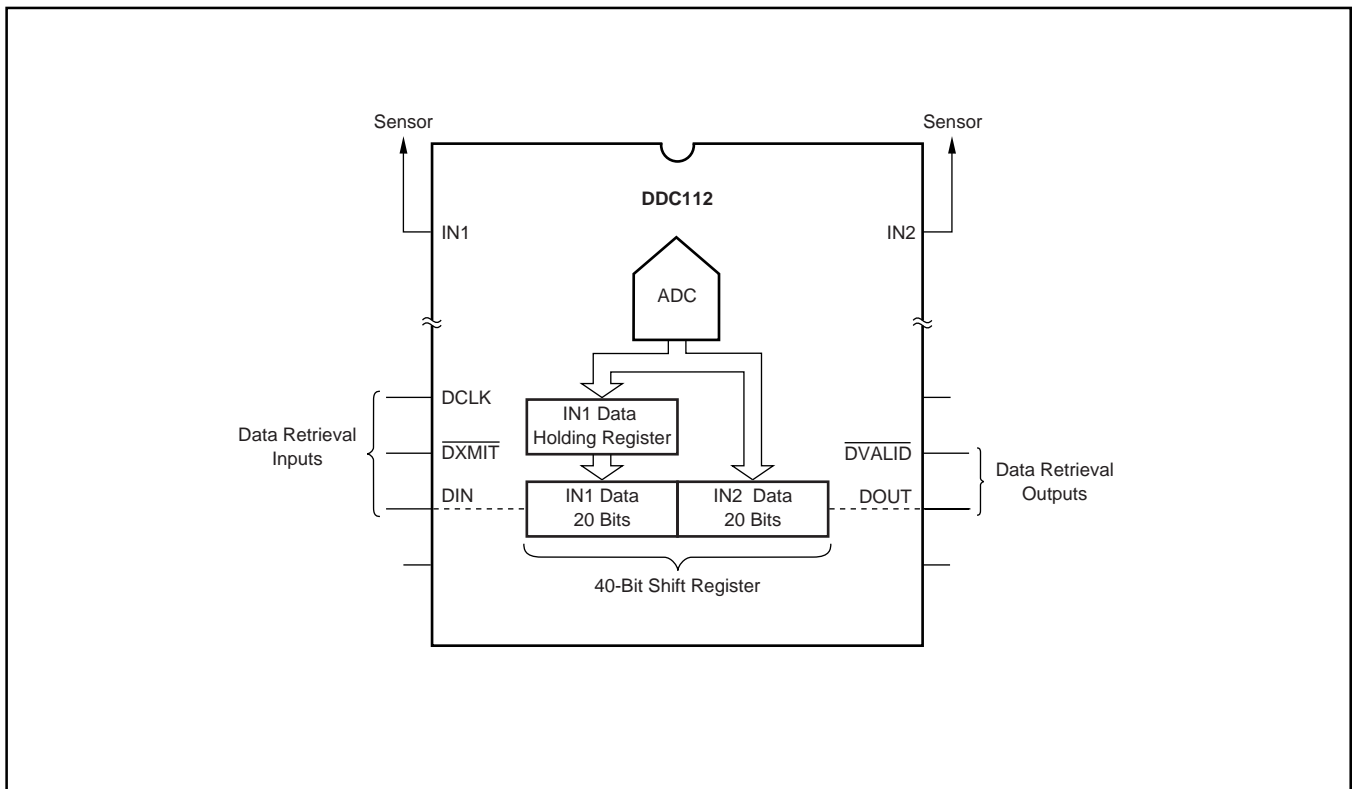 Sensor
Sensor
DDC112
IN1
IN2
ADC
DCLK
IN1 Data
Holding Register
Data Retrieval
Inputs
DXMIT
DVALID
Data Retrieval
Outputs
DIN
IN1 Data
20 Bits
IN2 Data
20 Bits
DOUT
40-Bit Shift Register